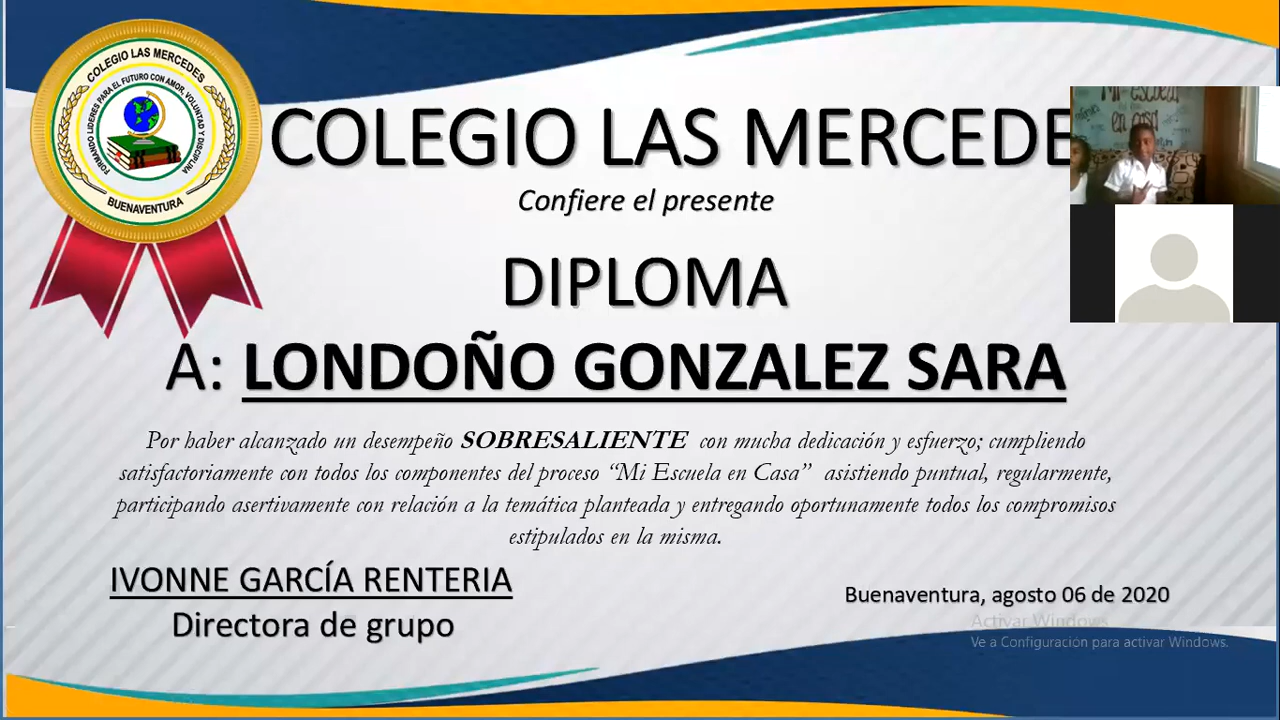 COLEGIO LAS MERCEDES
FORMANDO LIDERES PARA EL FUTURO CON AMOR, VOLUNTAD Y DISCIPLINA
BUENAVENTURA
COLEGIO LAS MERCEDE
Mi Escuela
en casa
Confiere el presente
DIPLOMA
A: LONDOÑO GONZALEZ SARA
Por haber alcanzado un desempeño SOBRESALIENTE con mucha dedicación y esfuerzo; cumpliendo
satisfactoriamente con todos los componentes del proceso “Mi Escuela en Casa” asistiendo puntual, regularmente,
participando asertivamente con relación a la temática planteada y entregando oportunamente todos los compromisos
estipulados en la misma.
IVONNE GARCÍA RENTERIA
Directora de grupo
Buenaventura, agosto 06 de 2020
Activar Windows
Ve a Configuración para activar Windows.